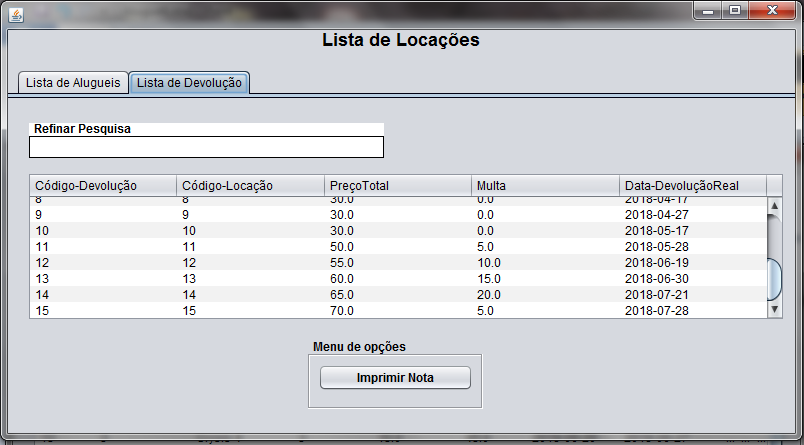 Lista de Locações
Lista de Alugueis Lista de Devolução
Refinar Pesquisa
Código-Devolução Código-Locação PreçoTotal Multa Data-DevoluçãoReal
8 8 30.0 0.0 2018-04-17
9 9 30.0 0.0 2018-04-27
10 10 30.0 0.0 2018-05-17
11 11 50.0 5.0 2018-05-28
12 12 55.0 10.0 2018-06-19
13 13 60.0 15.0 2018-06-30
14 14 65.0 20.0 2018-07-21
15 15 70.0 5.0 2018-07-28
Menu de opções
Imprimir Nota